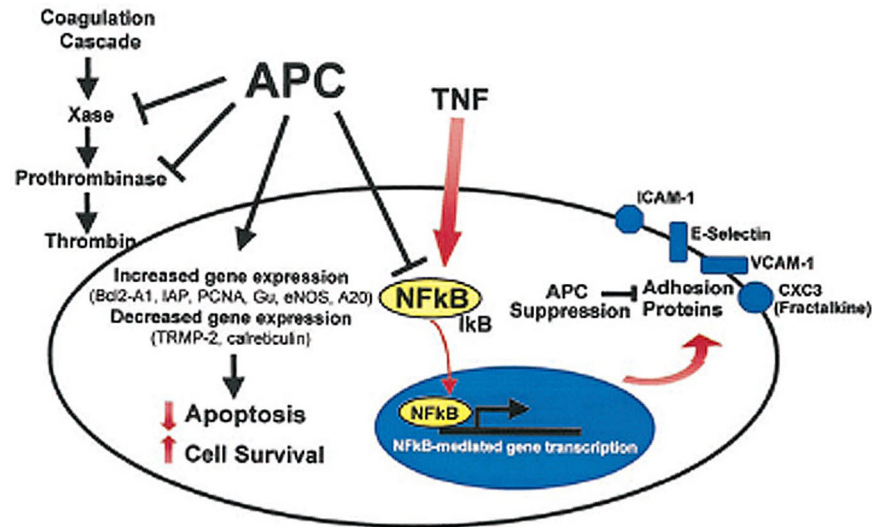 Coagulation
Cascade
Xase
Prothrombinase
Thrombin
APC
TNF
Increased gene expression
(Bcl2-A1, IAP, PCNA, Gu, eNOS, A20)
Decreased gene expression
(TRMP-2, calreticulin)
Apoptosis
Cell Survival
NFkB
IkB
NFkB
NFkB-mediated gene transcription
APC
Suppression
Adhesion
Proteins
ICAM-1
E-Selectin
VCAM-1
CXC3
(Fractalkine)